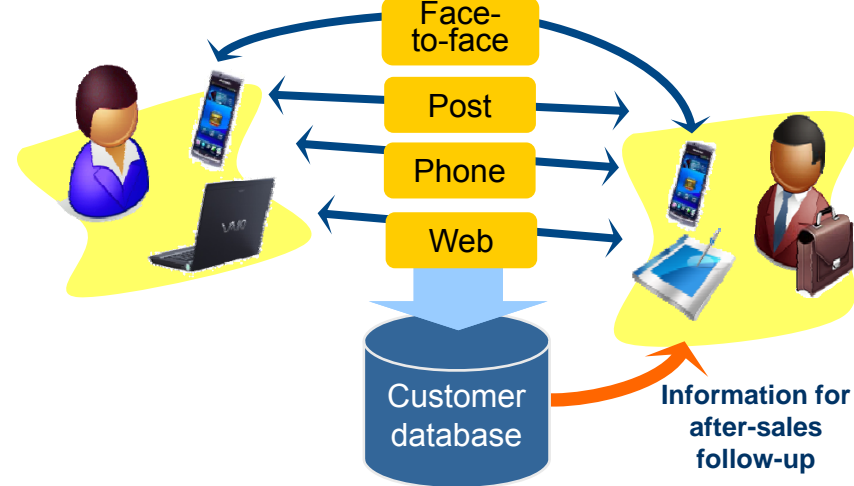 Face-
to-face
Post
Phone
Web
Customer
database
Information for
after-sales
follow-up
VAIO